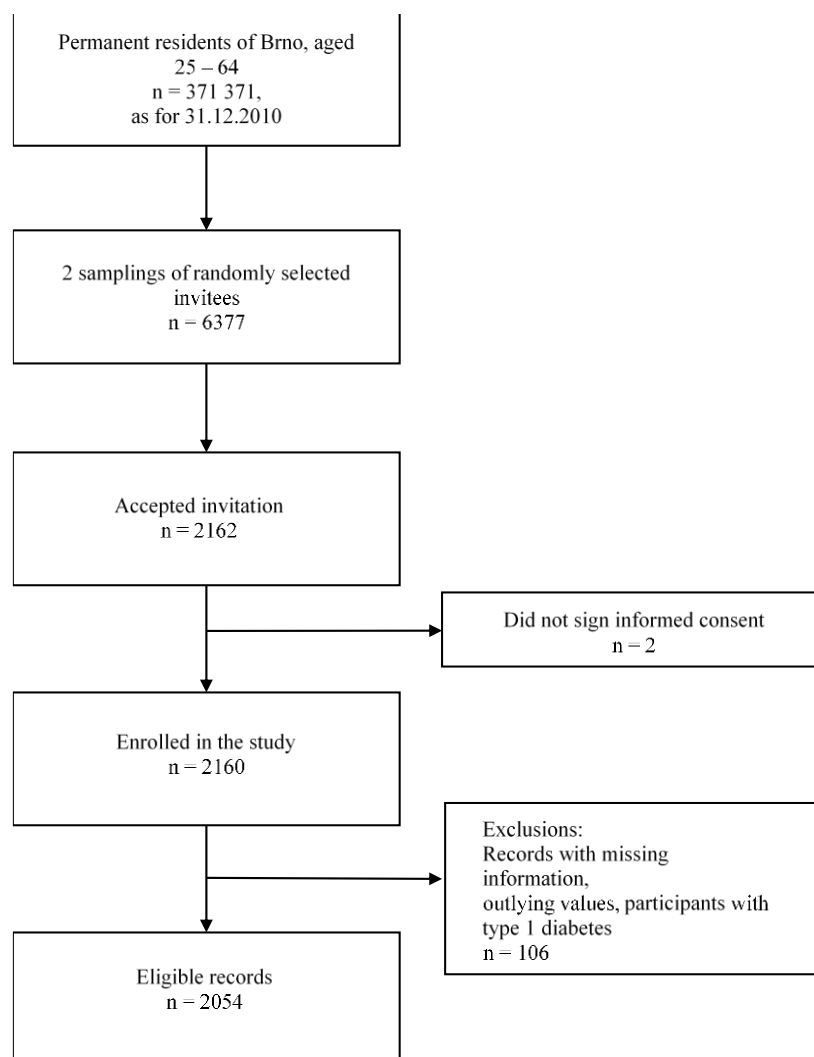 Permanent residents of Brno, aged
25 – 64
n = 371 371,
as for 31.12.2010
2 samplings of randomly selected
invitees
n = 6377
Accepted invitation
n = 2162
Did not sign informed consent
n = 2
Enrolled in the study
n = 2160
Exclusions:
Records with missing
information,
outlying values, participants with
type 1 diabetes
n = 106
Eligible records
n = 2054